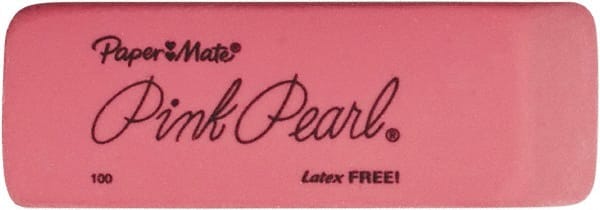 Paper Mate®
Pink Pearl®
100 Latex FREE!